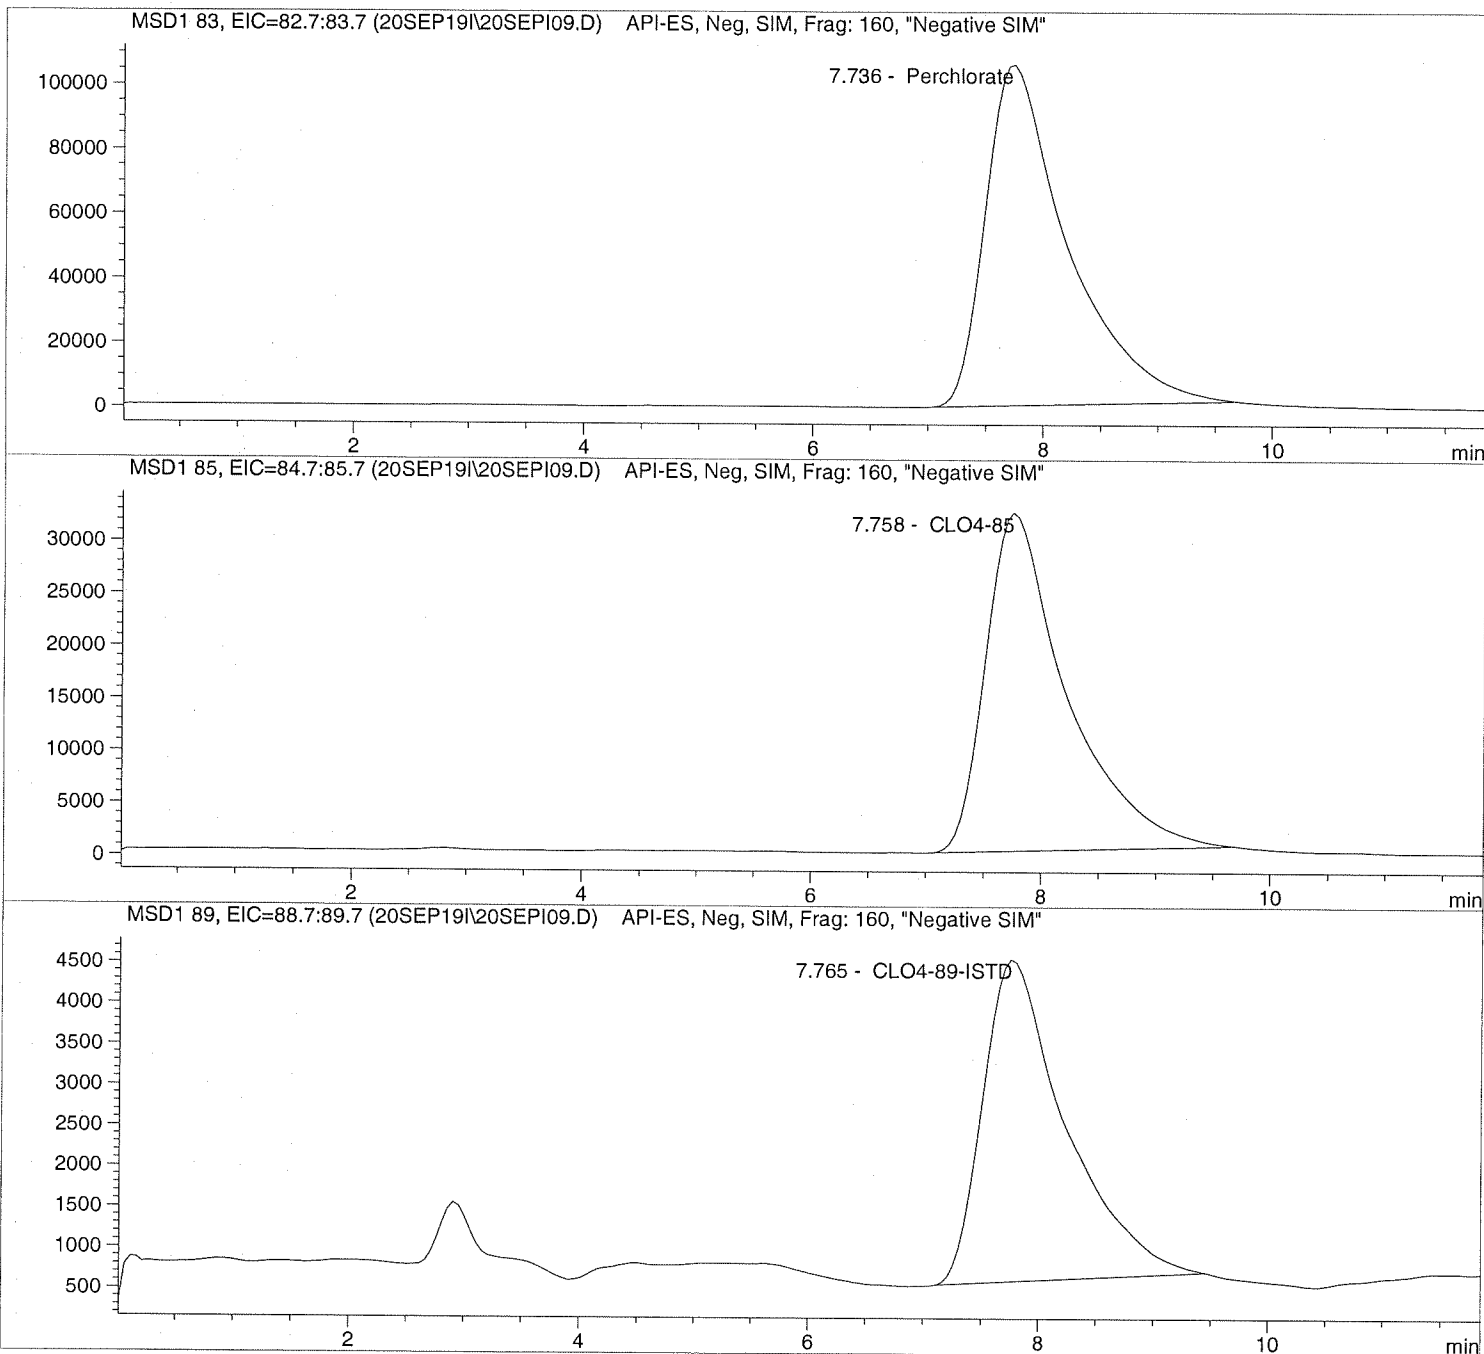 MSD1 83, EIC=82.7:83.7 (20SEP19I\20SEPI09.D) API-ES, Neg, SIM, Frag: 160, "Negative SIM"
7.736 - Perchlorate
100000
80000
60000
40000
20000
0
2 4 6 8 10 min
MSD1 85, EIC=84.7:85.7 (20SEP19I\20SEPI09.D) API-ES, Neg, SIM, Frag: 160, "Negative SIM"
7.758 - CLO4-85
30000
25000
20000
15000
10000
5000
0
2 4 6 8 10 min
MSD1 89, EIC=88.7:89.7 (20SEP19I\20SEPI09.D) API-ES, Neg, SIM, Frag: 160, "Negative SIM"
4500
7.765 - CLO4-89-ISTD
4000
3500
3000
2500
2000
1500
1000
500
2 4 6 8 10 min